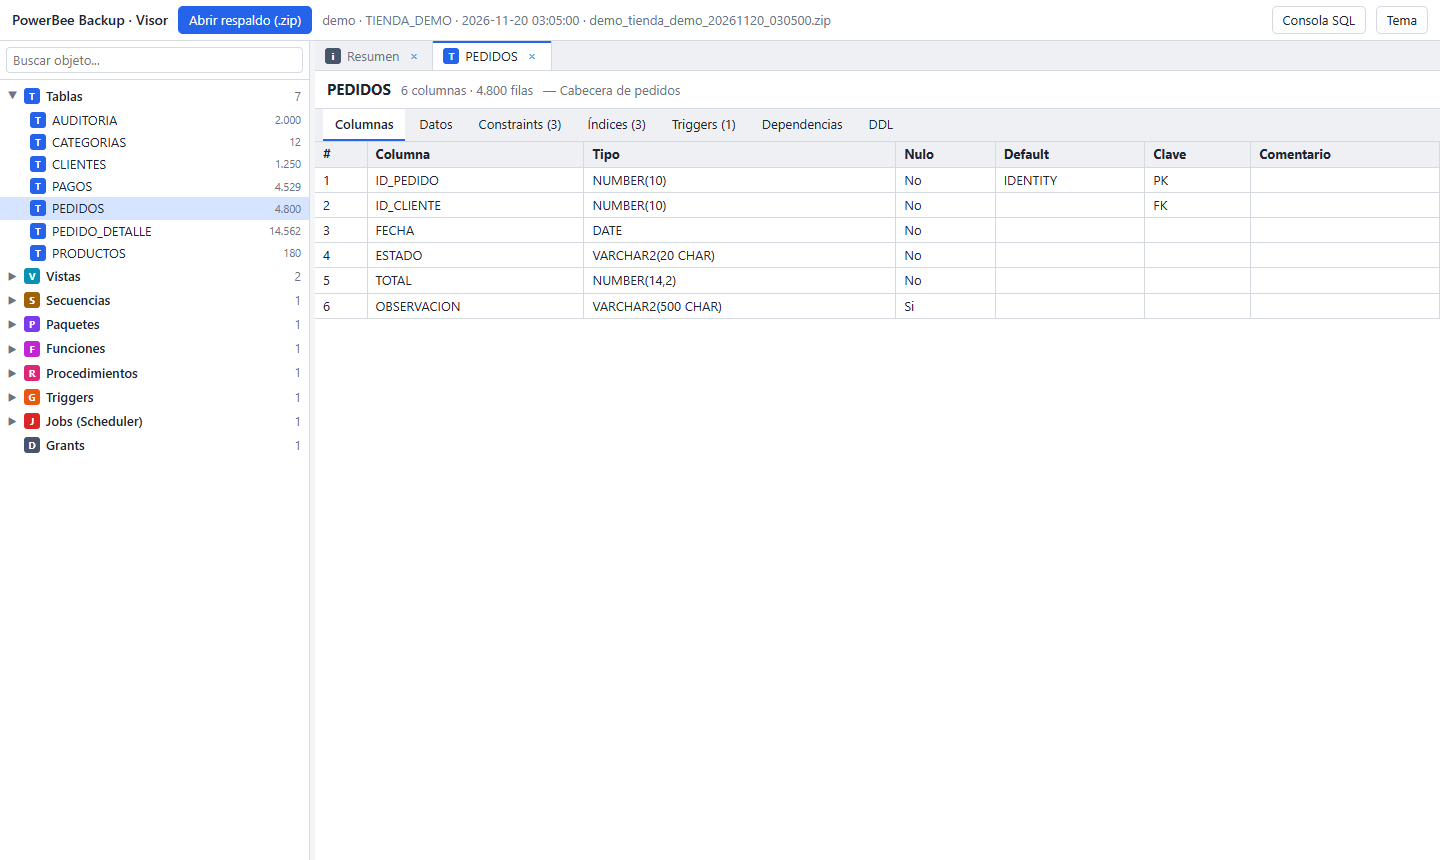 PowerBee Backup · Visor Abrir respaldo (.zip) demo · TIENDA_DEMO · 2026-11-20 03:05:00 · demo_tienda_demo_20261120_030500.zip Consola SQL Tema
Buscar objeto...
T Tablas 7
T AUDITORIA 2.000
T CATEGORIAS 12
T CLIENTES 1.250
T PAGOS 4.529
T PEDIDOS 4.800
T PEDIDO_DETALLE 14.562
T PRODUCTOS 180
V Vistas 2
S Secuencias 1
P Paquetes 1
F Funciones 1
R Procedimientos 1
G Triggers 1
J Jobs (Scheduler) 1
D Grants 1
i Resumen × T PEDIDOS ×
PEDIDOS 6 columnas · 4.800 filas — Cabecera de pedidos
Columnas Datos Constraints (3) Índices (3) Triggers (1) Dependencias DDL
# Columna Tipo Nulo Default Clave Comentario
1 ID_PEDIDO NUMBER(10) No IDENTITY PK
2 ID_CLIENTE NUMBER(10) No FK
3 FECHA DATE No
4 ESTADO VARCHAR2(20 CHAR) No
5 TOTAL NUMBER(14,2) No
6 OBSERVACION VARCHAR2(500 CHAR) Si